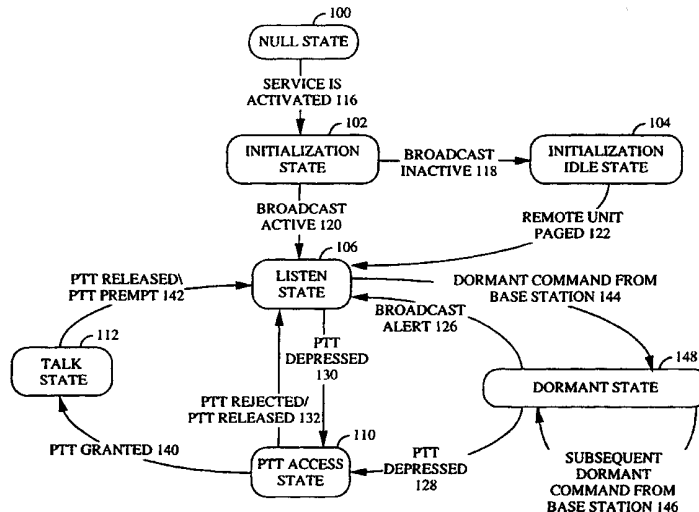 100
NULL STATE
SERVICE IS
ACTIVATED 116
102
INITIALIZATION
STATE
BROADCAST
INACTIVE 118
104
INITIALIZATION
IDLE STATE
BROADCAST
ACTIVE 120
REMOTE UNIT
PAGED 122
106
LISTEN
STATE
PTT RELEASED\
PTT PREMPT 142
DORMANT COMMAND FROM
BASE STATION 144
BROADCAST
ALERT 126
112
TALK
STATE
PTT
DEPRESSED
130
148
DORMANT STATE
PTT REJECTED/
PTT RELEASED 132
PTT GRANTED 140
110
PTT ACCESS
STATE
PTT
DEPRESSED
128
SUBSEQUENT
DORMANT
COMMAND FROM
BASE STATION 146